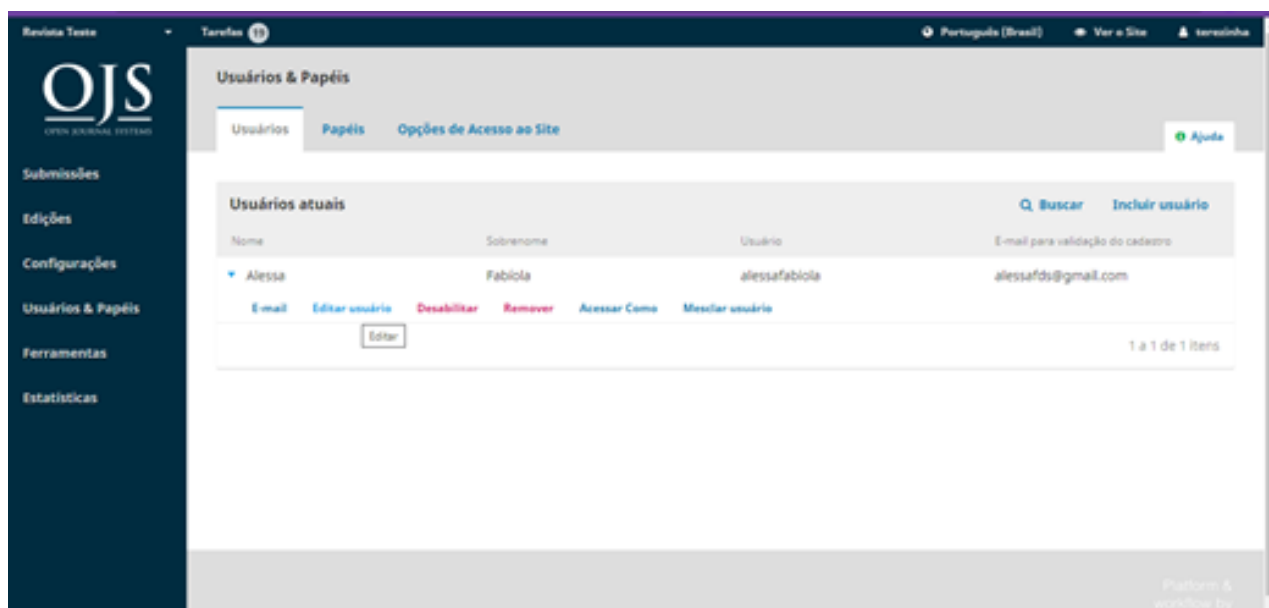 Revista Teste Tarefas 19 Português (Brasil) Ver o Site terezinha
OJS
OPEN JOURNAL SYSTEMS
Submissões
Edições
Configurações
Usuários & Papéis
Ferramentas
Estatísticas
Usuários & Papéis
Usuários Papéis Opções de Acesso ao Site
Ajuda
Usuários atuais Buscar Incluir usuário
Nome Sobrenome Usuário E-mail para validação do cadastro
Alessa Fabíola alessafabiola alessafds@gmail.com
E-mail Editar usuário Desabilitar Remover Acessar Como Mesclar usuário
Editar
1 a 1 de 1 itens
Platform &
workflow by